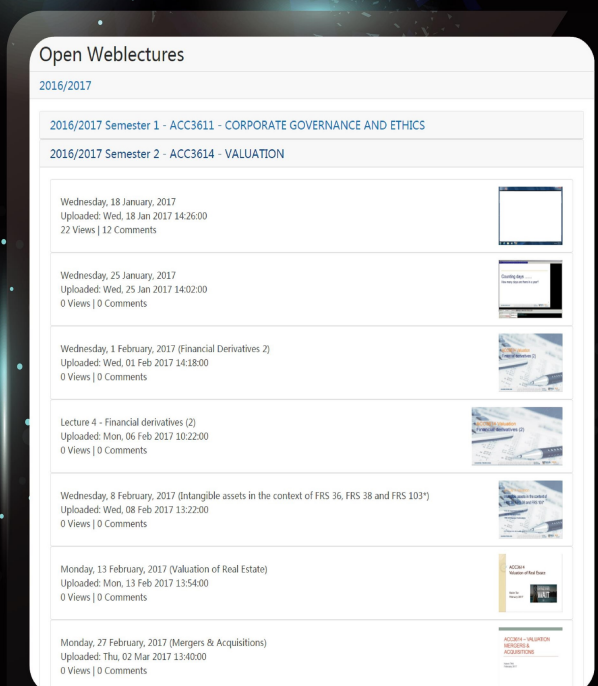 Open Weblectures
2016/2017
2016/2017 Semester 1 - ACC3611 - CORPORATE GOVERNANCE AND ETHICS
2016/2017 Semester 2 - ACC3614 - VALUATION
Wednesday, 18 January, 2017
Uploaded: Wed, 18 Jan 2017 14:26:00
22 Views | 12 Comments
Wednesday, 25 January, 2017
Uploaded: Wed, 25 Jan 2017 14:02:00
0 Views | 0 Comments
Counting days
How many days are there in a year?
Wednesday, 1 February, 2017 (Financial Derivatives 2)
Uploaded: Wed, 01 Feb 2017 14:18:00
0 Views | 0 Comments
Financial derivatives (2)
Lecture 4 - Financial derivatives (2)
Uploaded: Mon, 06 Feb 2017 10:22:00
0 Views | 0 Comments
ACC3614 Valuation
Financial derivatives (2)
Wednesday, 8 February, 2017 (Intangible assets in the context of FRS 36, FRS 38 and FRS 103*)
Uploaded: Wed, 08 Feb 2017 13:22:00
0 Views | 0 Comments
Monday, 13 February, 2017 (Valuation of Real Estate)
Uploaded: Mon, 13 Feb 2017 13:54:00
0 Views | 0 Comments
ACC3614
Valuation of Real Estate
Monday, 27 February, 2017 (Mergers & Acquisitions)
Uploaded: Thu, 02 Mar 2017 13:40:00
0 Views | 0 Comments
ACC3614 – VALUATION
MERGERS &
ACQUISITIONS